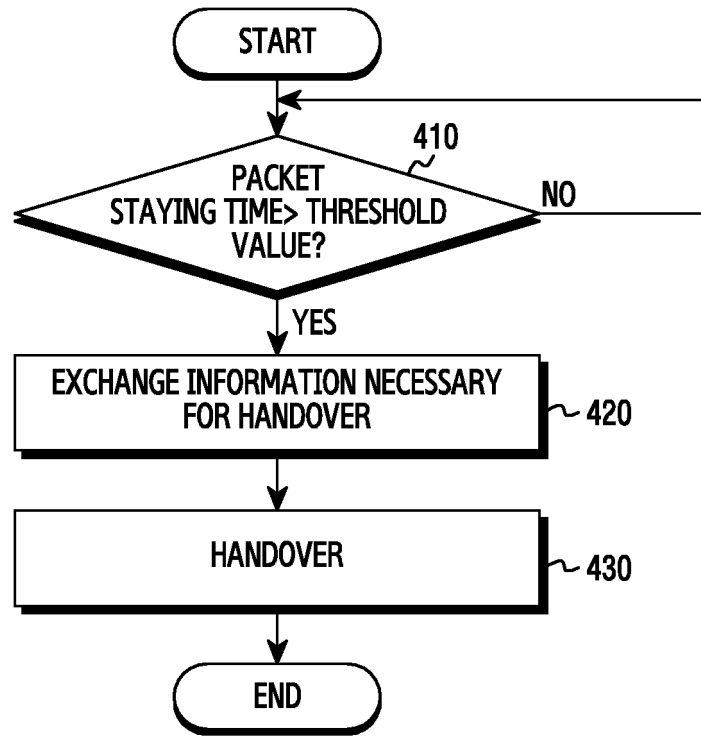 START
410
PACKET
STAYING TIME> THRESHOLD
VALUE?
NO
YES
EXCHANGE INFORMATION NECESSARY
FOR HANDOVER
420
HANDOVER
430
END